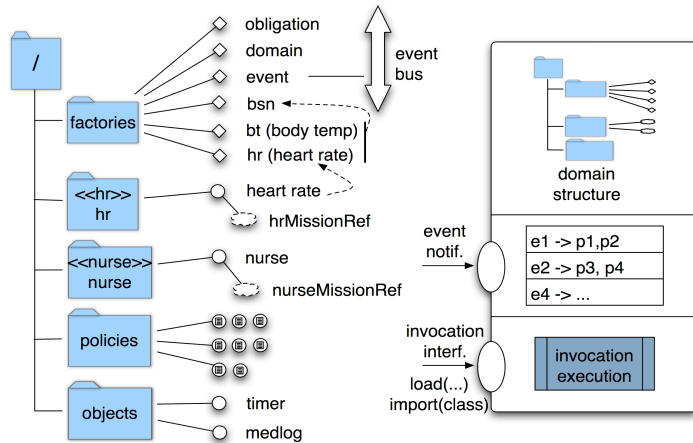 /
factories
obligation
domain
event
bsn
bt (body temp)
hr (heart rate)
event
bus
<<hr>>
hr
heart rate
hrMissionRef
<<nurse>>
nurse
nurse
nurseMissionRef
policies
objects
timer
medlog
domain
structure
event
notif.
e1 -> p1,p2
e2 -> p3, p4
e4 -> ...
invocation
interf.
load(...)
import(class)
invocation
execution